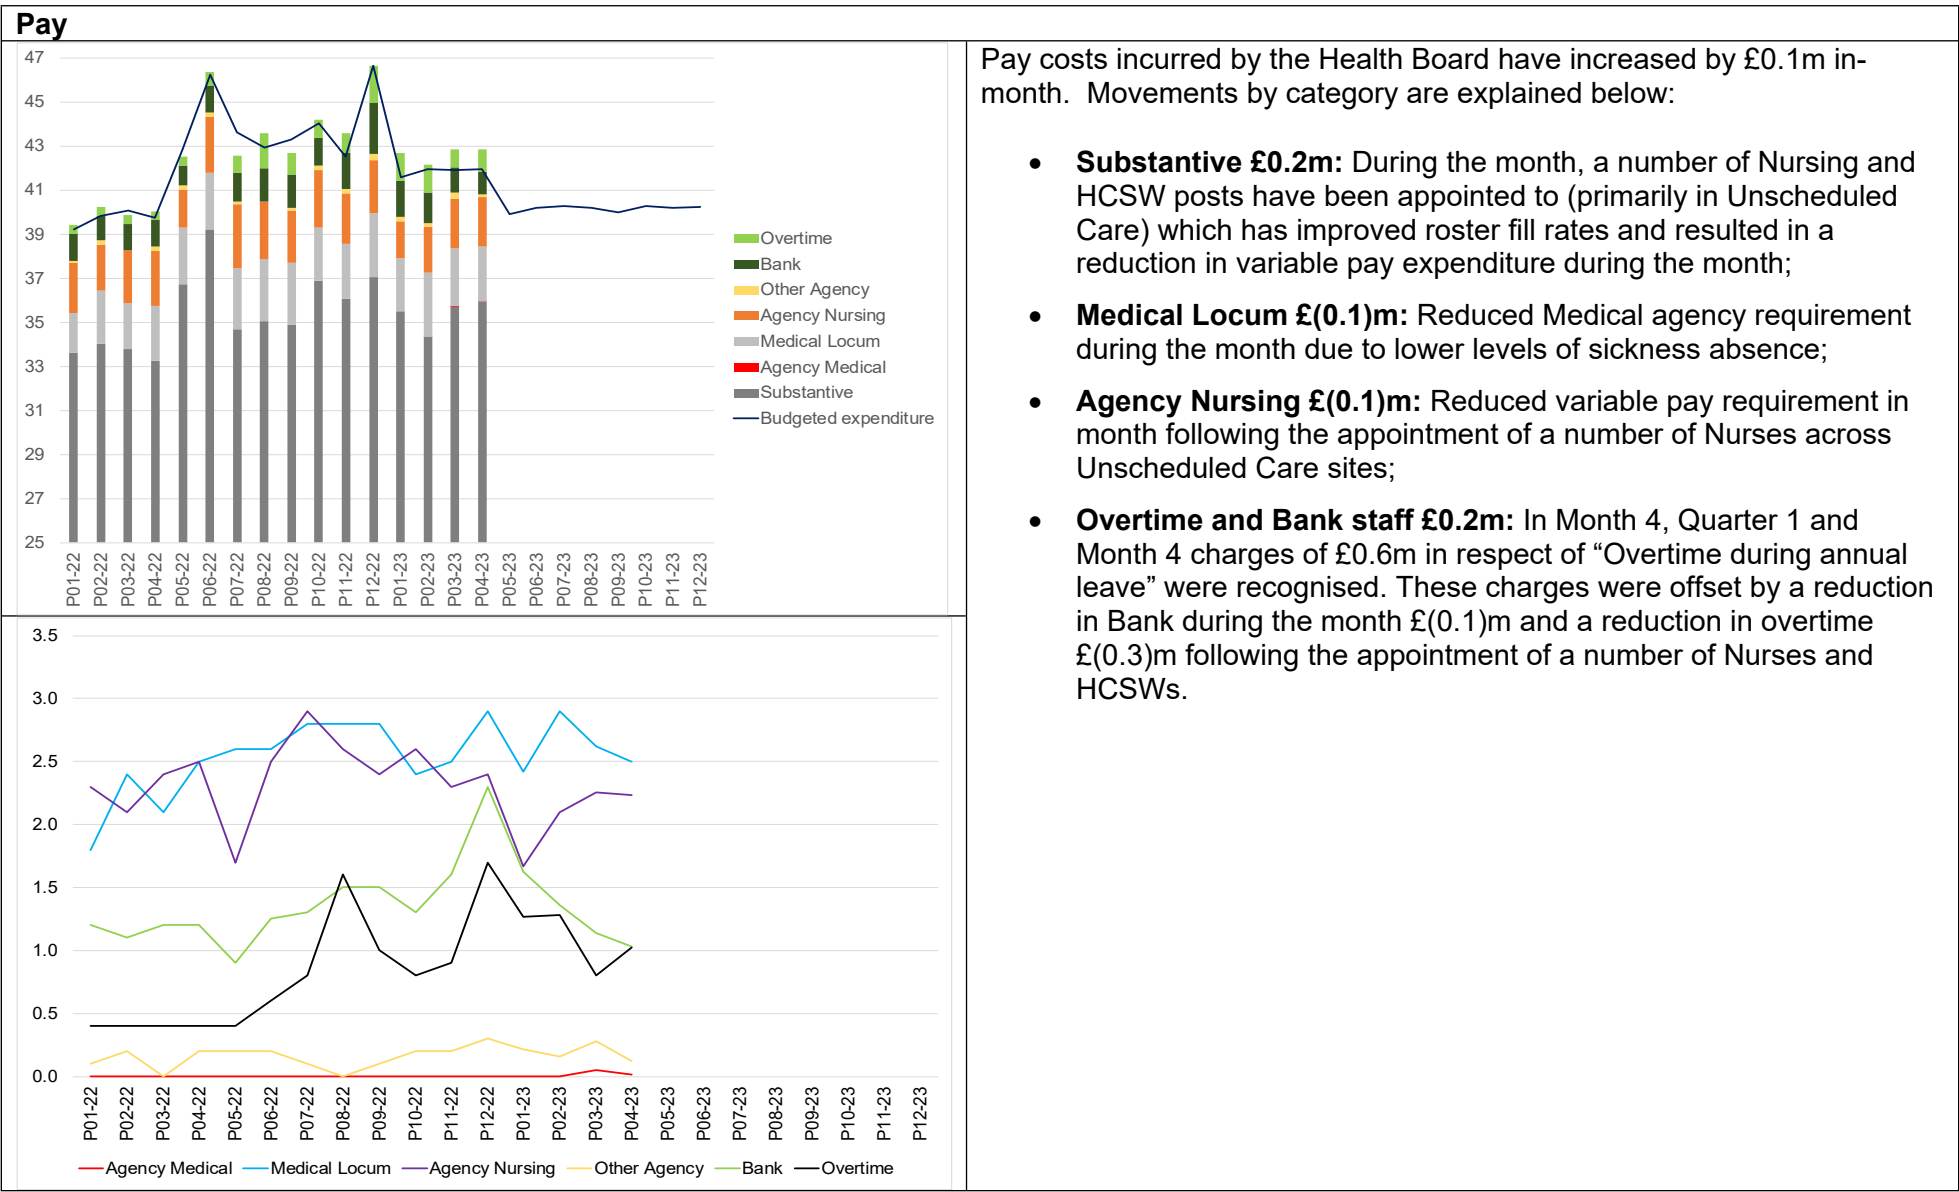 Pay
47
45
43
41
39
37
35
33
31
29
27
25
P01-22
P02-22
P03-22
P04-22
P05-22
P06-22
P07-22
P08-22
P09-22
P10-22
P11-22
P12-22
P01-23
P02-23
P03-23
P04-23
P05-23
P06-23
P07-23
P08-23
P09-23
P10-23
P11-23
P12-23
Overtime
Bank
Other Agency
Agency Nursing
Medical Locum
Agency Medical
Substantive
Budgeted expenditure
3.5
3.0
2.5
2.0
1.5
1.0
0.5
0.0
P01-22
P02-22
P03-22
P04-22
P05-22
P06-22
P07-22
P08-22
P09-22
P10-22
P11-22
P12-22
P01-23
P02-23
P03-23
P04-23
P05-23
P06-23
P07-23
P08-23
P09-23
P10-23
P11-23
P12-23
Agency Medical Medical Locum Agency Nursing Other Agency Bank Overtime
Pay costs incurred by the Health Board have increased by £0.1m in-
month. Movements by category are explained below:
• Substantive £0.2m: During the month, a number of Nursing and
HCSW posts have been appointed to (primarily in Unscheduled
Care) which has improved roster fill rates and resulted in a
reduction in variable pay expenditure during the month;
• Medical Locum £(0.1)m: Reduced Medical agency requirement
during the month due to lower levels of sickness absence;
• Agency Nursing £(0.1)m: Reduced variable pay requirement in
month following the appointment of a number of Nurses across
Unscheduled Care sites;
• Overtime and Bank staff £0.2m: In Month 4, Quarter 1 and
Month 4 charges of £0.6m in respect of “Overtime during annual
leave” were recognised. These charges were offset by a reduction
in Bank during the month £(0.1)m and a reduction in overtime
£(0.3)m following the appointment of a number of Nurses and
HCSWs.